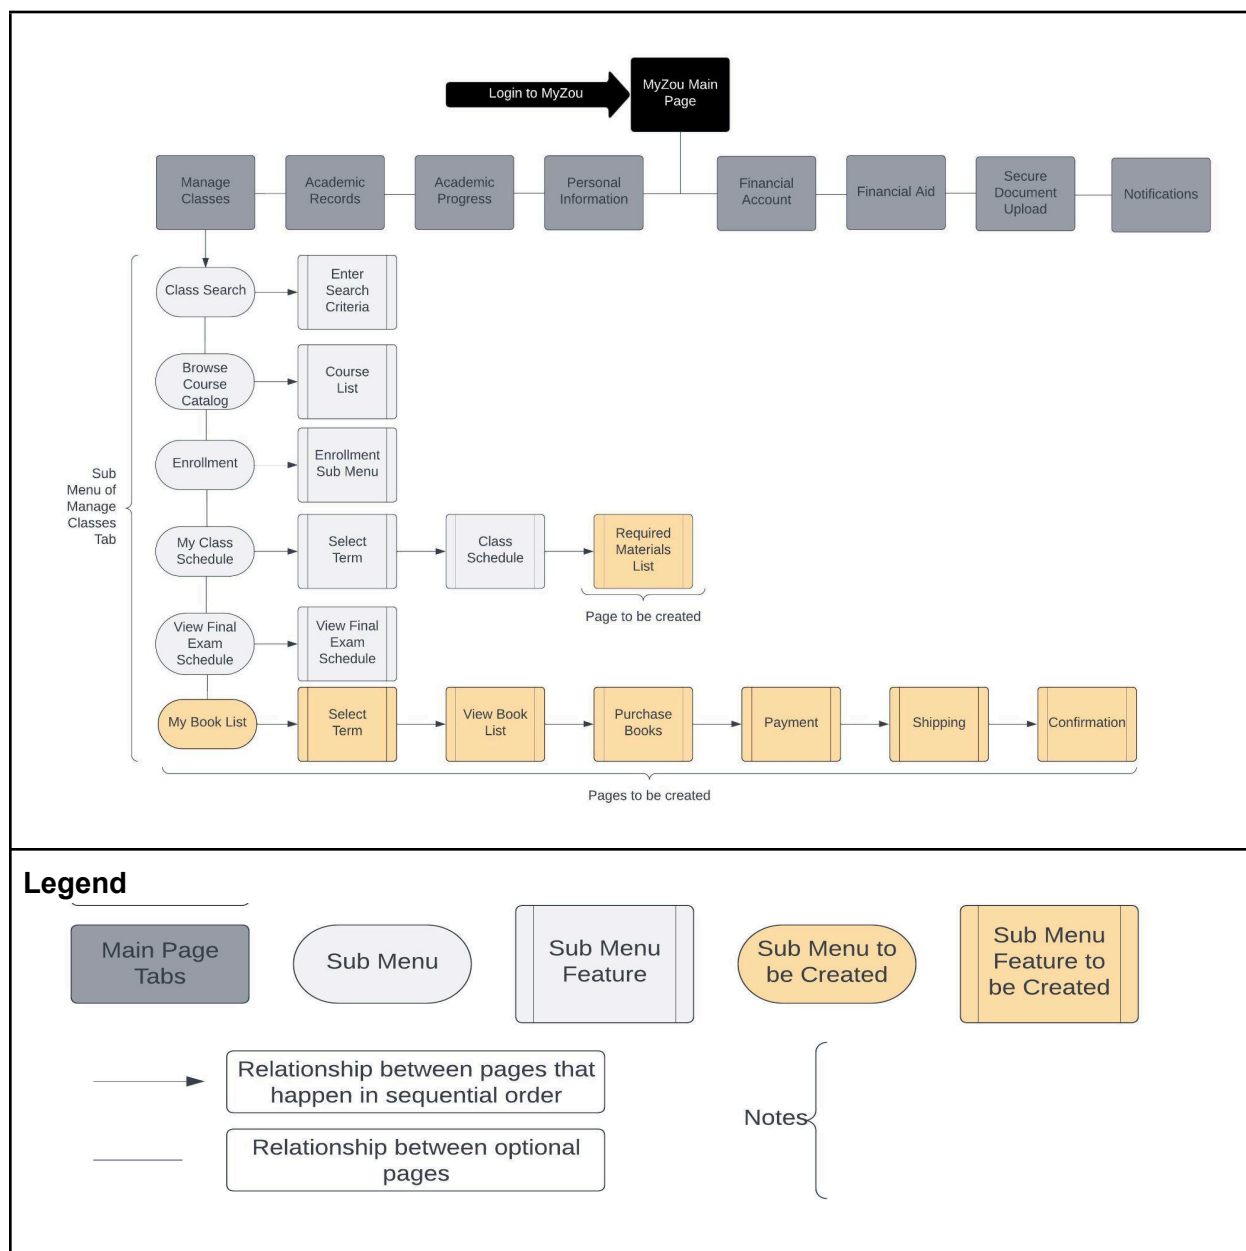 Login to MyZou
MyZou Main
Page
Manage
Classes
Academic
Records
Academic
Progress
Personal
Information
Financial
Account
Financial Aid
Secure
Document
Upload
Notifications
Sub
Menu of
Manage
Classes
Tab
Class Search
Enter
Search
Criteria
Browse
Course
Catalog
Course
List
Enrollment
Enrollment
Sub Menu
My Class
Schedule
Select
Term
Class
Schedule
Required
Materials
List
Page to be created
View Final
Exam
Schedule
View Final
Exam
Schedule
My Book List
Select
Term
View Book
List
Purchase
Books
Payment
Shipping
Confirmation
Pages to be created
Legend
Main Page
Tabs
Sub Menu
Sub Menu
Feature
Sub Menu to
be Created
Sub Menu
Feature to
be Created
Relationship between pages that
happen in sequential order
Relationship between optional
pages
Notes